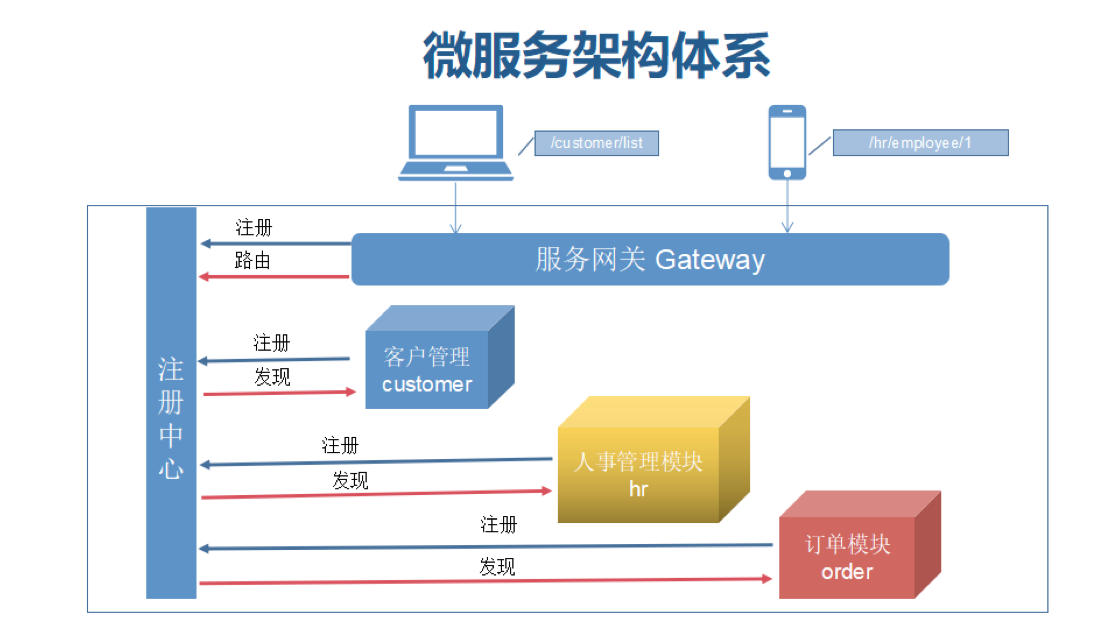 微服务架构体系
/customer/list
/hr/employee/1
注册
路由
服务网关 Gateway
注册中心
注册
发现
客户管理
customer
注册
发现
人事管理模块
hr
注册
发现
订单模块
order